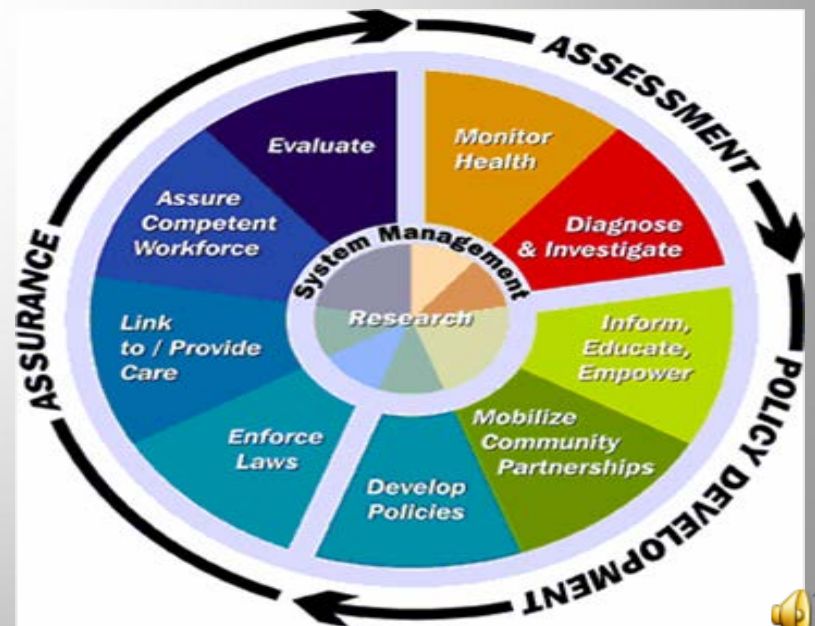 ASSESSMENT
POLICY DEVELOPMENT
ASSURANCE
Monitor
Health
Diagnose
& Investigate
Inform,
Educate,
Empower
Mobilize
Community
Partnerships
Develop
Policies
Enforce
Laws
Link
to / Provide
Care
Assure
Competent
Workforce
Evaluate
System Management
Research